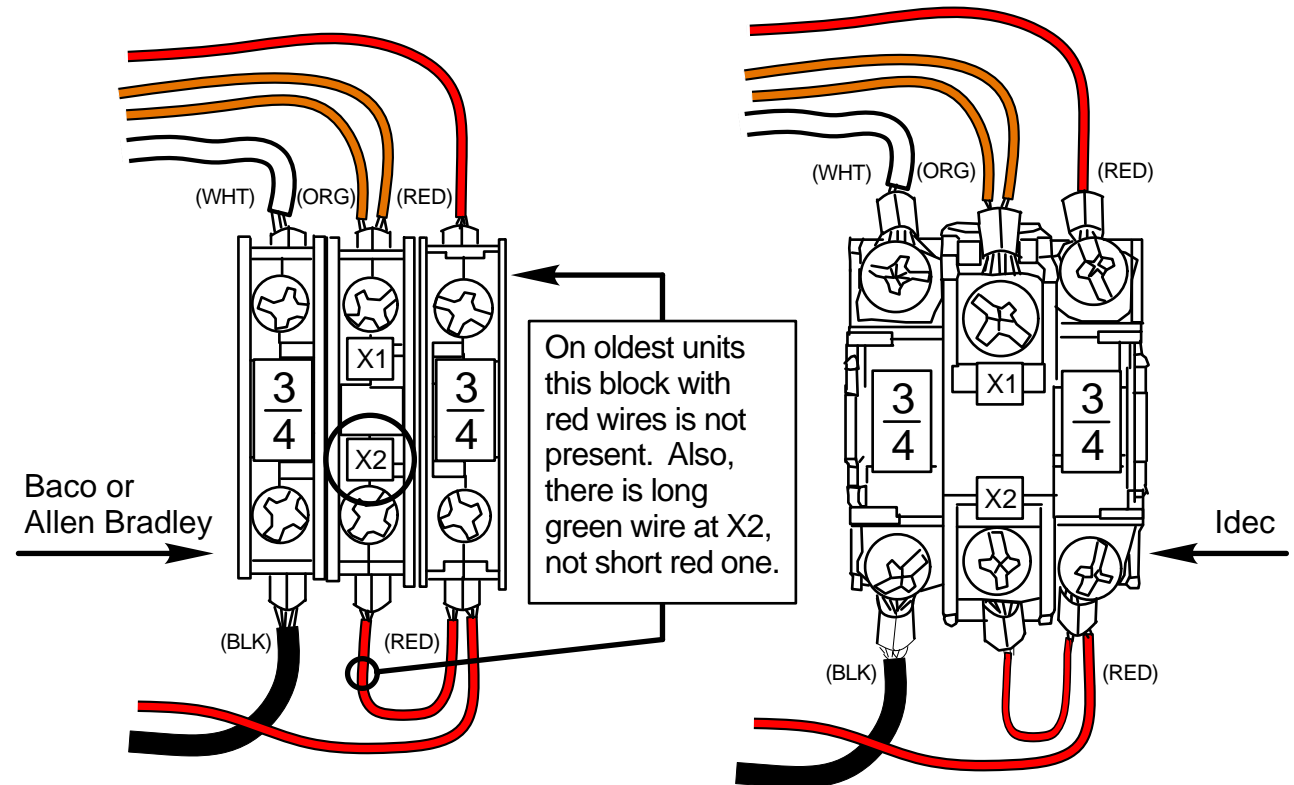 (WHT)
(ORG)
(RED)
X1
3
4
3
4
X2
Baco or
Allen Bradley
(BLK)
(RED)
On oldest units
this block with
red wires is not
present. Also,
there is long
green wire at X2,
not short red one.
(WHT)
(ORG)
(RED)
X1
3
4
3
4
X2
Idec
(BLK)
(RED)